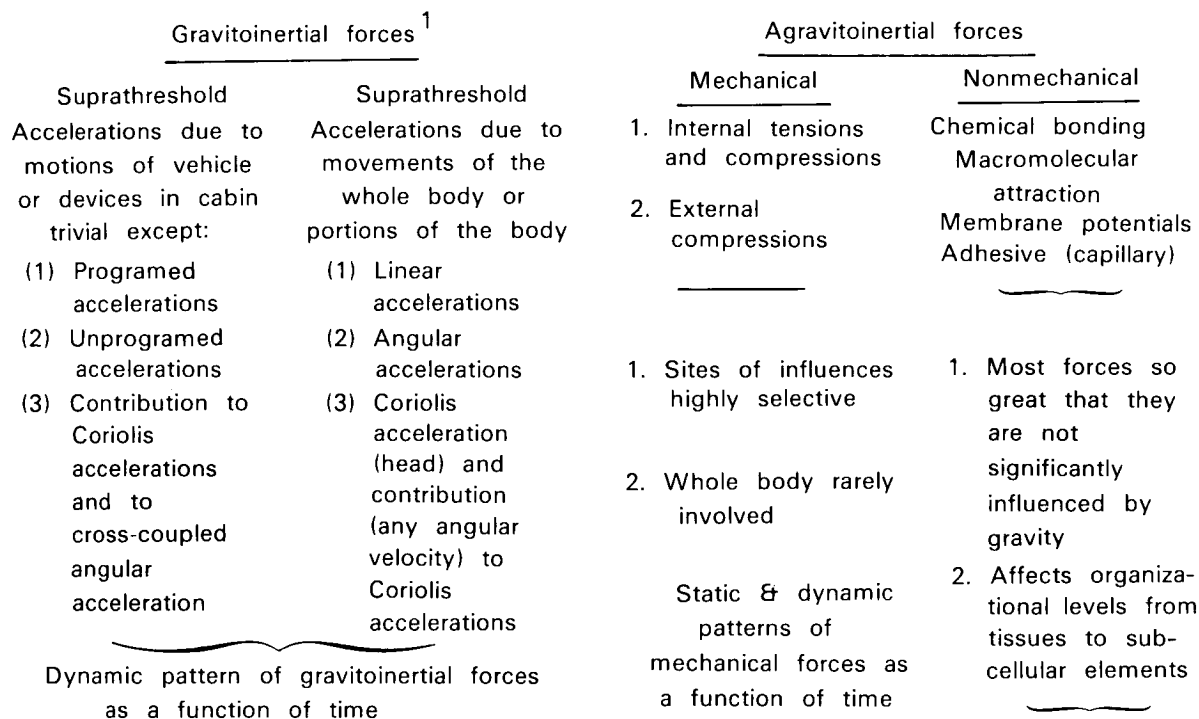 Gravitoinertial forces 1
Suprathreshold
Accelerations due to
motions of vehicle
or devices in cabin
trivial except:
(1) Programed
accelerations
(2) Unprogramed
accelerations
(3) Contribution to
Coriolis
accelerations
and to
cross-coupled
angular
acceleration
Suprathreshold
Accelerations due to
movements of the
whole body or
portions of the body
(1) Linear
accelerations
(2) Angular
accelerations
(3) Coriolis
acceleration
(head) and
contribution
(any angular
velocity) to
Coriolis
accelerations
Dynamic pattern of gravitoinertial forces
as a function of time
Agravitoinertial forces
Mechanical
1. Internal tensions
and compressions
2. External
compressions
1. Sites of influences
highly selective
2. Whole body rarely
involved
Static & dynamic
patterns of
mechanical forces as
a function of time
Nonmechanical
Chemical bonding
Macromolecular
attraction
Membrane potentials
Adhesive (capillary)
1. Most forces so
great that they
are not
significantly
influenced by
gravity
2. Affects organiza-
tional levels from
tissues to sub-
cellular elements